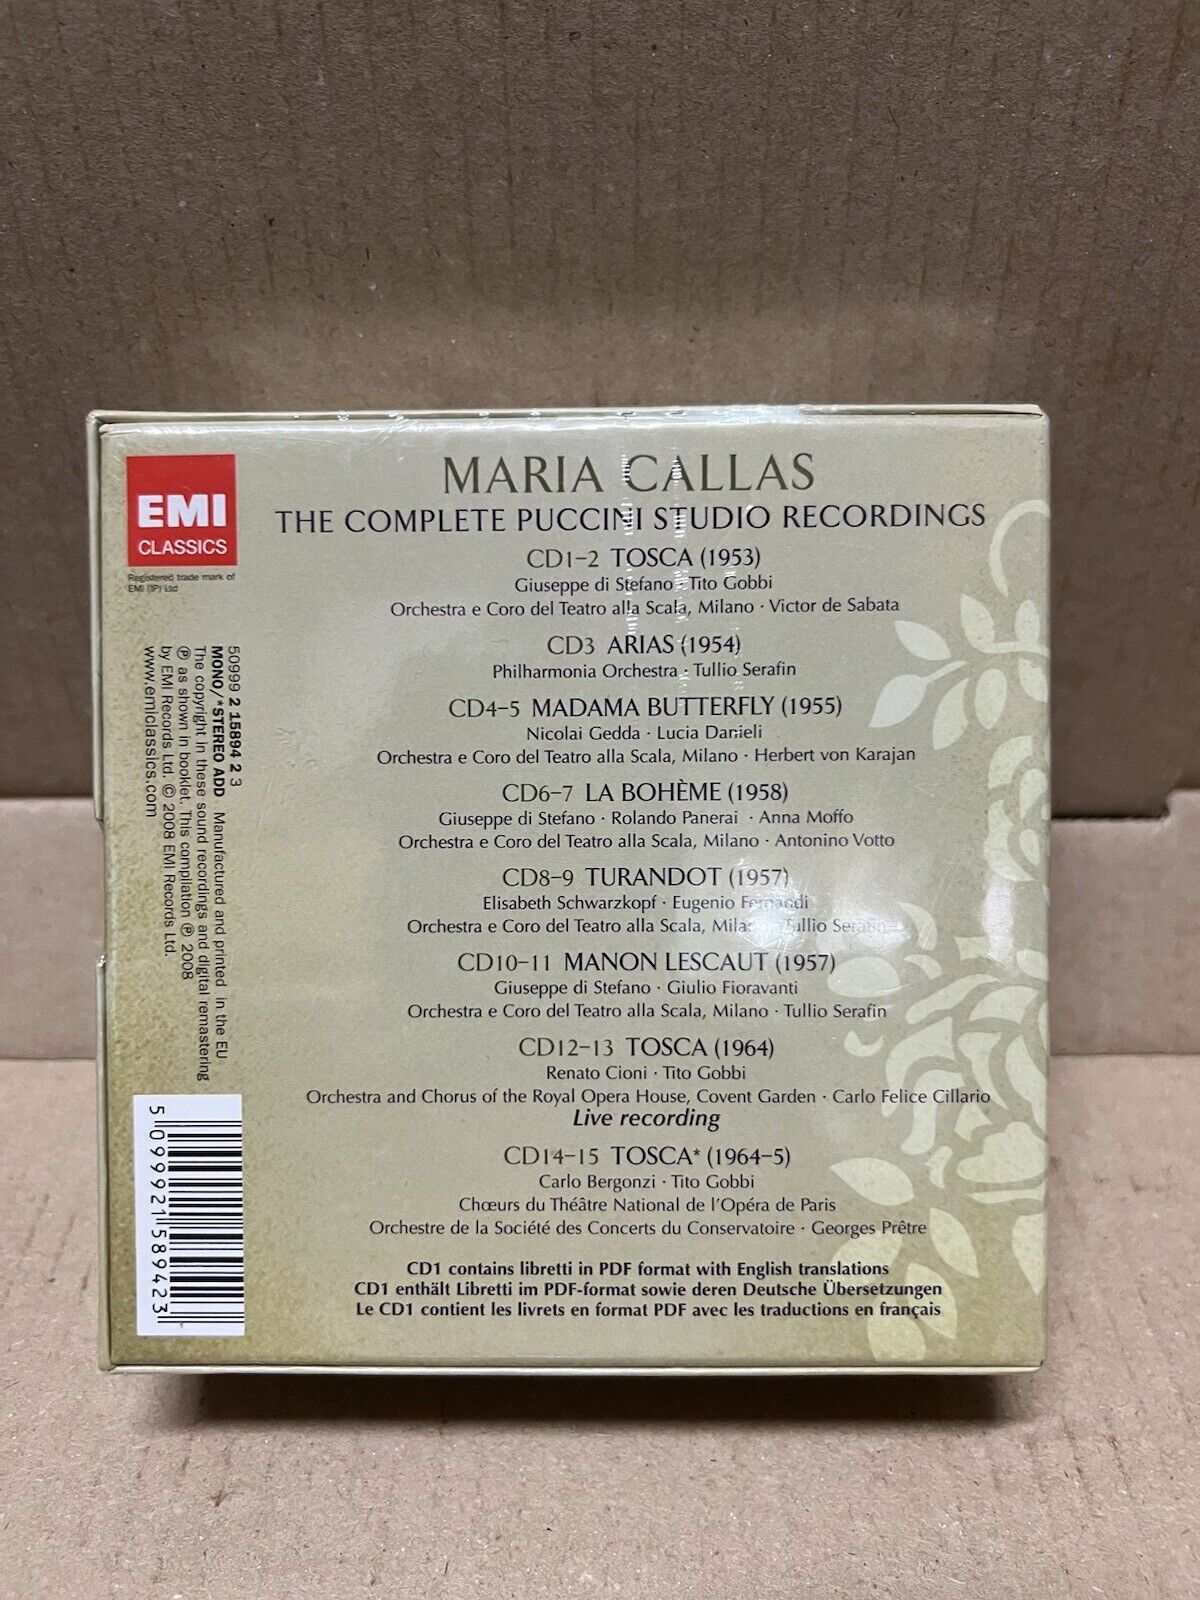 EMI
CLASSICS
Registered trade mark of
EMI (IP) Ltd
MARIA CALLAS
THE COMPLETE PUCCINI STUDIO RECORDINGS
CD1–2 TOSCA (1953)
Giuseppe di Stefano · Tito Gobbi
Orchestra e Coro del Teatro alla Scala, Milano · Victor de Sabata
CD3 ARIAS (1954)
Philharmonia Orchestra · Tullio Serafin
CD4–5 MADAMA BUTTERFLY (1955)
Nicolai Gedda · Lucia Danieli
Orchestra e Coro del Teatro alla Scala, Milano · Herbert von Karajan
CD6–7 LA BOHÈME (1958)
Giuseppe di Stefano · Rolando Panerai · Anna Moffo
Orchestra e Coro del Teatro alla Scala, Milano · Antonino Votto
CD8–9 TURANDOT (1957)
Elisabeth Schwarzkopf · Eugenio Fernandi
Orchestra e Coro del Teatro alla Scala, Milano · Tullio Serafin
CD10–11 MANON LESCAUT (1957)
Giuseppe di Stefano · Giulio Fioravanti
Orchestra e Coro del Teatro alla Scala, Milano · Tullio Serafin
CD12–13 TOSCA (1964)
Renato Cioni · Tito Gobbi
Orchestra and Chorus of the Royal Opera House, Covent Garden · Carlo Felice Cillario
Live recording
CD14–15 TOSCA* (1964–5)
Carlo Bergonzi · Tito Gobbi
Chœurs du Théâtre National de l'Opéra de Paris
Orchestre de la Société des Concerts du Conservatoire · Georges Prêtre
CD1 contains libretti in PDF format with English translations
CD1 enthält Libretti im PDF-format sowie deren Deutsche Übersetzungen
Le CD1 contient les livrets en format PDF avec les traductions en français
50999 2 15894 2 3
MONO/*STEREO ADD Manufactured and printed in the EU
The copyright in these sound recordings and digital remastering
℗ as shown in booklet. This compilation ℗ 2008
by EMI Records Ltd. © 2008 EMI Records Ltd.
www.emiclassics.com
5 099921 589423